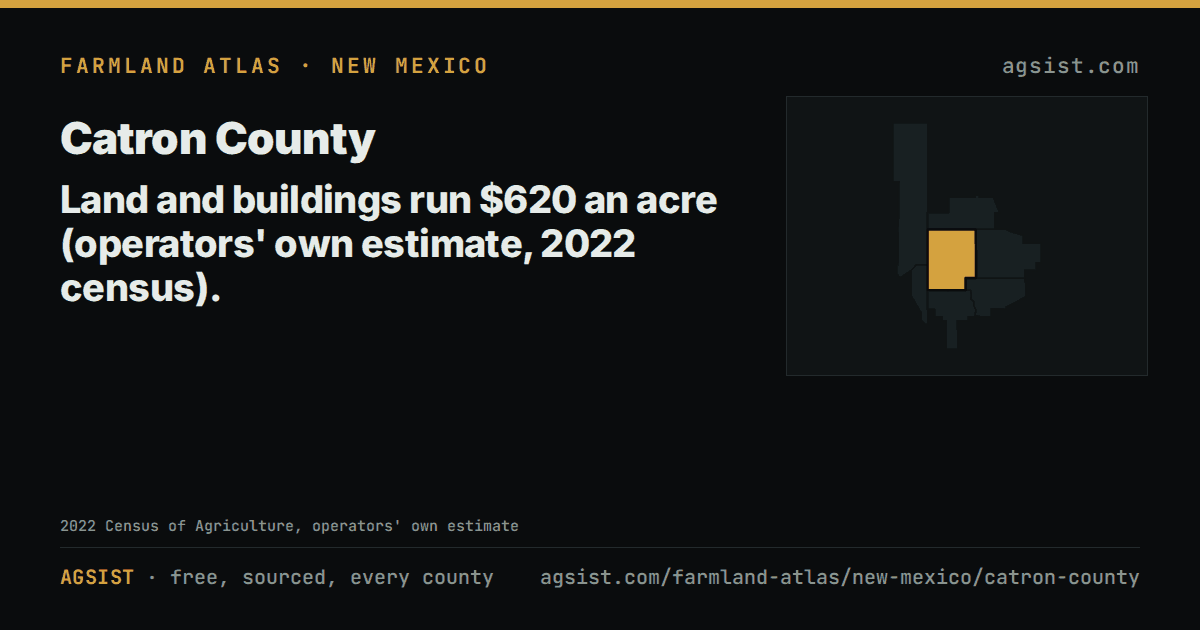 FARMLAND ATLAS · NEW MEXICO
agsist.com
Catron County
Land and buildings run $620 an acre
(operators' own estimate, 2022
census).
2022 Census of Agriculture, operators' own estimate
AGSIST · free, sourced, every county
agsist.com/farmland-atlas/new-mexico/catron-county